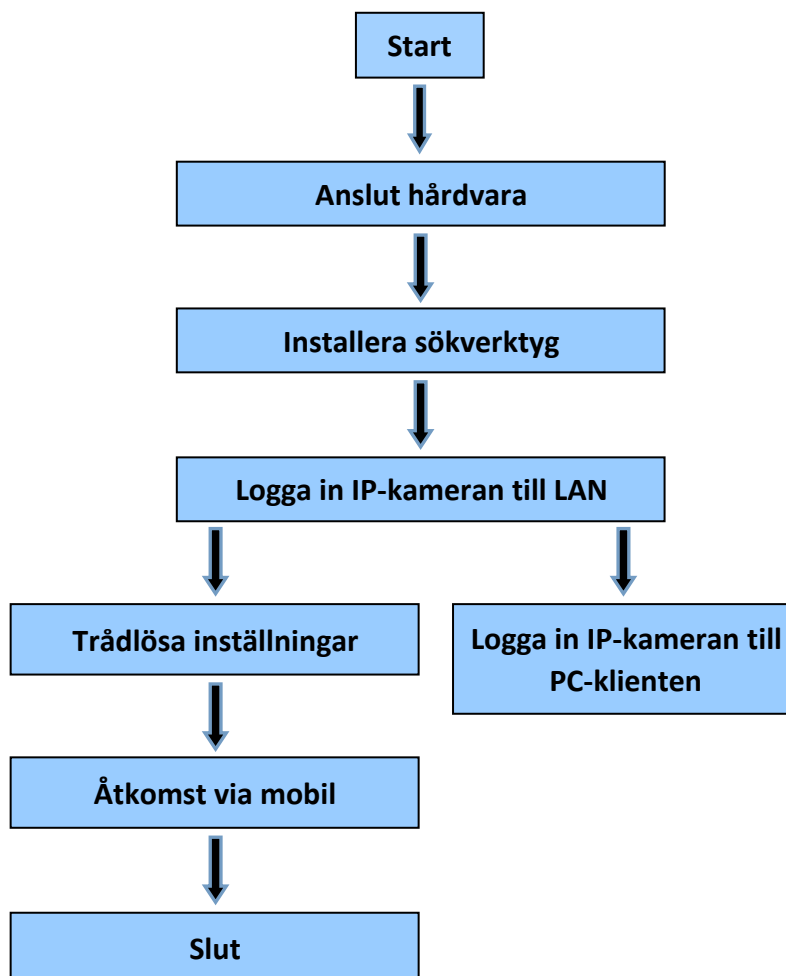 Start
Anslut hårdvara
Installera sökverktyg
Logga in IP-kameran till LAN
Trådlösa inställningar
Logga in IP-kameran till
PC-klienten
Åtkomst via mobil
Slut